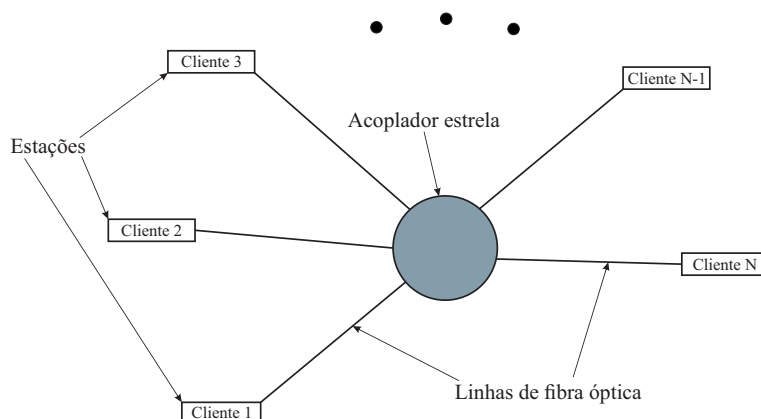 Cliente 3
Cliente N-1
Acoplador estrela
Estações
Cliente 2
Cliente N
Linhas de fibra óptica
Cliente 1